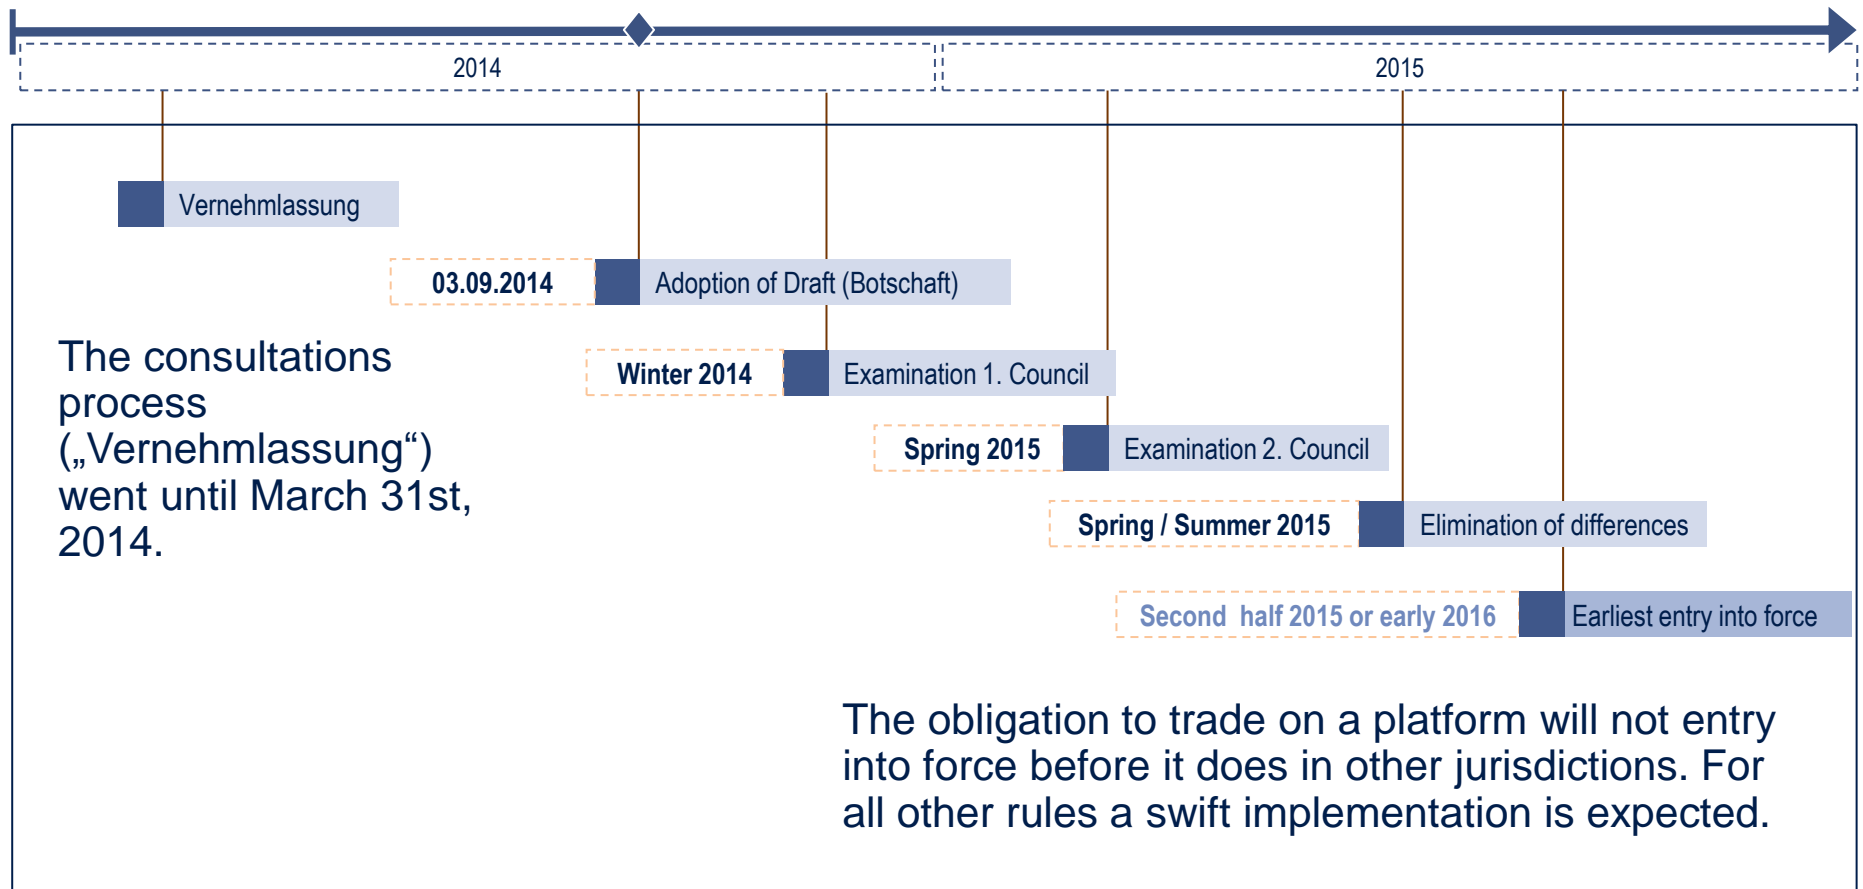 2014
2015
Vernehmlassung
03.09.2014 Adoption of Draft (Botschaft)
The consultations
process
(„Vernehmlassung“)
went until March 31st,
2014.
Winter 2014 Examination 1. Council
Spring 2015 Examination 2. Council
Spring / Summer 2015 Elimination of differences
Second half 2015 or early 2016 Earliest entry into force
The obligation to trade on a platform will not entry
into force before it does in other jurisdictions. For
all other rules a swift implementation is expected.